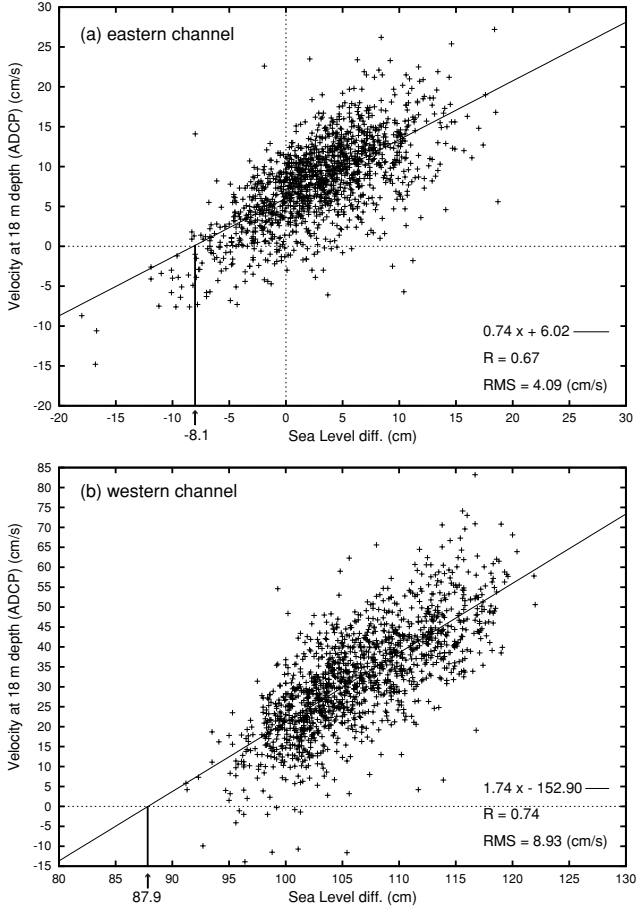 30
25
20
15
10
5
0
-5
-10
-15
-20
Velocity at 18 m depth (ADCP) (cm/s)
(a) eastern channel
0.74 x + 6.02
R = 0.67
RMS = 4.09 (cm/s)
-20 -15 -10 -5 0 5 10 15 20 25 30
-8.1
Sea Level diff. (cm)
85
80
75
70
65
60
55
50
45
40
35
30
25
20
15
10
5
0
-5
-10
-15
Velocity at 18 m depth (ADCP) (cm/s)
(b) western channel
1.74 x - 152.90
R = 0.74
RMS = 8.93 (cm/s)
80 85 90 95 100 105 110 115 120 125 130
87.9
Sea Level diff. (cm)